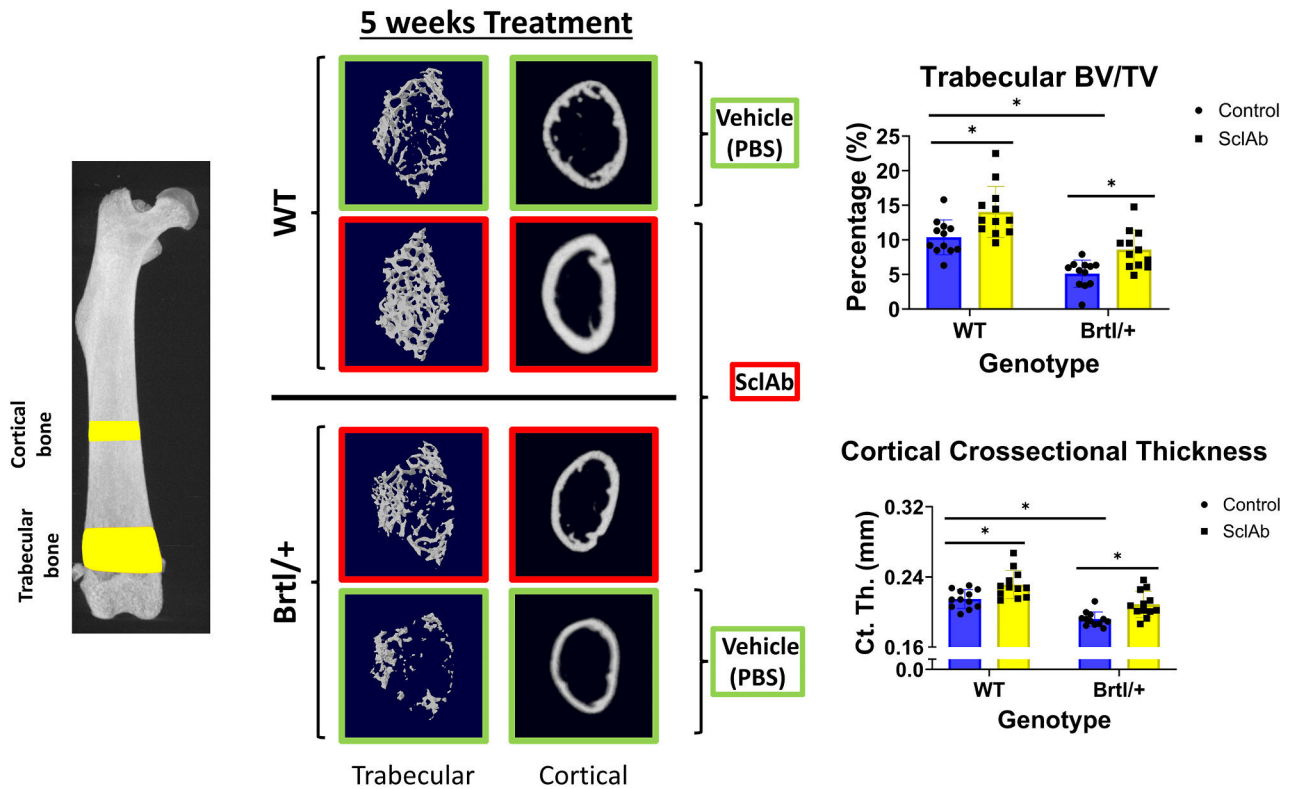 5 weeks Treatment
WT
Brtl/+
Cortical
bone
Trabecular
bone
Vehicle
(PBS)
SclAb
Vehicle
(PBS)
Trabecular
Cortical
Trabecular BV/TV
*
*
*
Control
SclAb
Percentage (%)
25
20
15
10
5
0
WT
Brtl/+
Genotype
Cortical Crossectional Thickness
*
*
*
Control
SclAb
Ct. Th. (mm)
0.32
0.24
0.16
0.0
WT
Brtl/+
Genotype